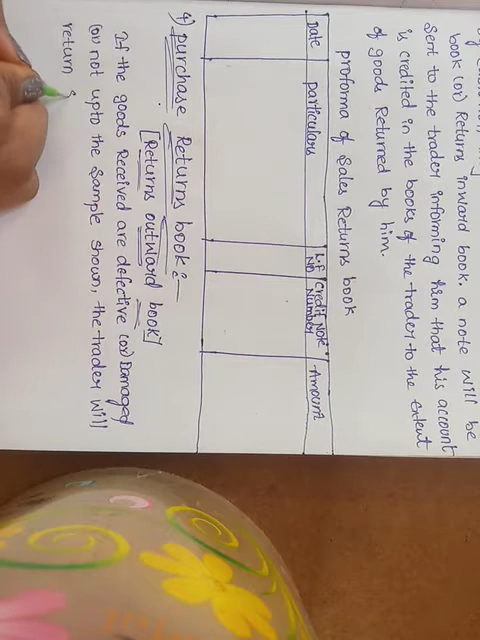 book (or) Returns inward book. a note will be
sent to the trader informing him that his account
is credited in the books of the trader to the extent
of goods Returned by him.
proforma of Sales Returns book
Date particulars L.F NO Credit Note Number Amount
4) purchase Returns book:-
[Returns outward book]
If the goods Received are defective (or) Damaged
(or) not upto the sample shown, the trader will
return